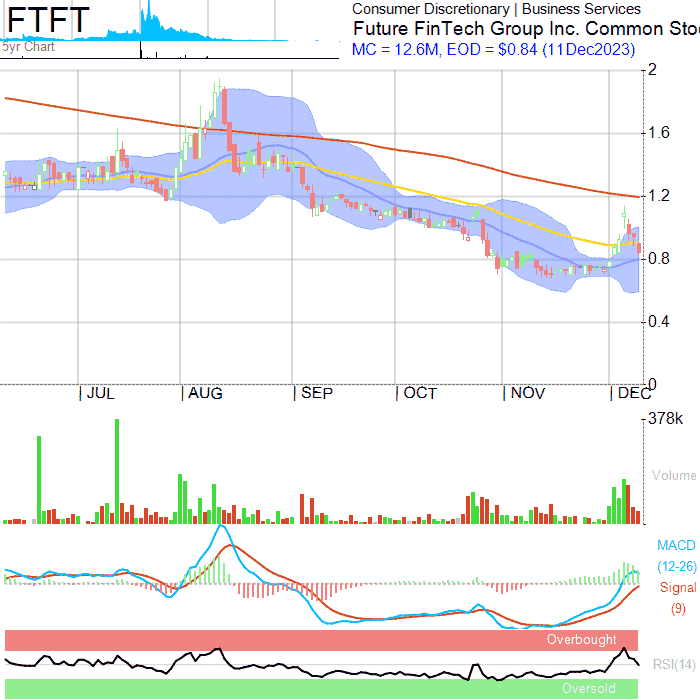 FTFT
5yr Chart
Consumer Discretionary | Business Services
Future FinTech Group Inc. Common Sto
MC = 12.6M, EOD = $0.84 (11Dec2023)
2
1.6
1.2
0.8
0.4
0
JUL AUG SEP OCT NOV DEC
378k
Volume
MACD
(12-26)
Signal
(9)
Overbought
RSI(14)
Oversold